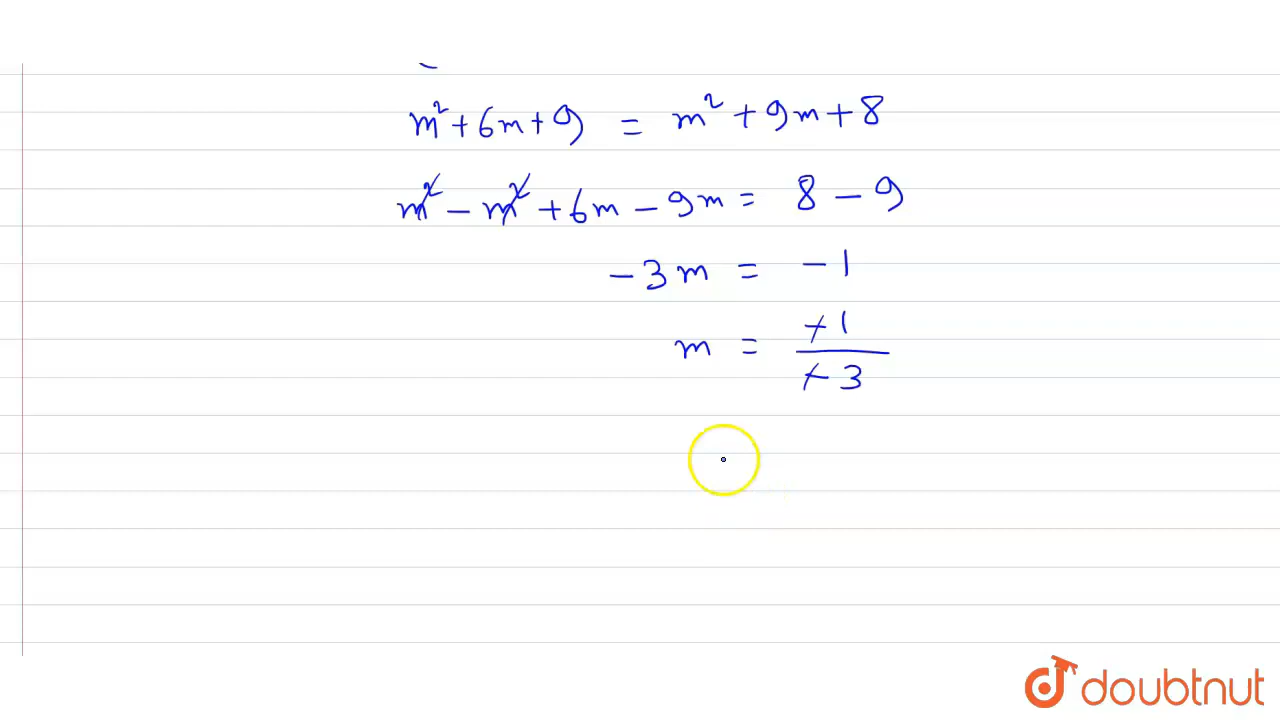 m² + 6m + 9 = m² + 9m + 8
m² - m² + 6m - 9m = 8 - 9
-3m = -1
m = -1/-3
doubtnut